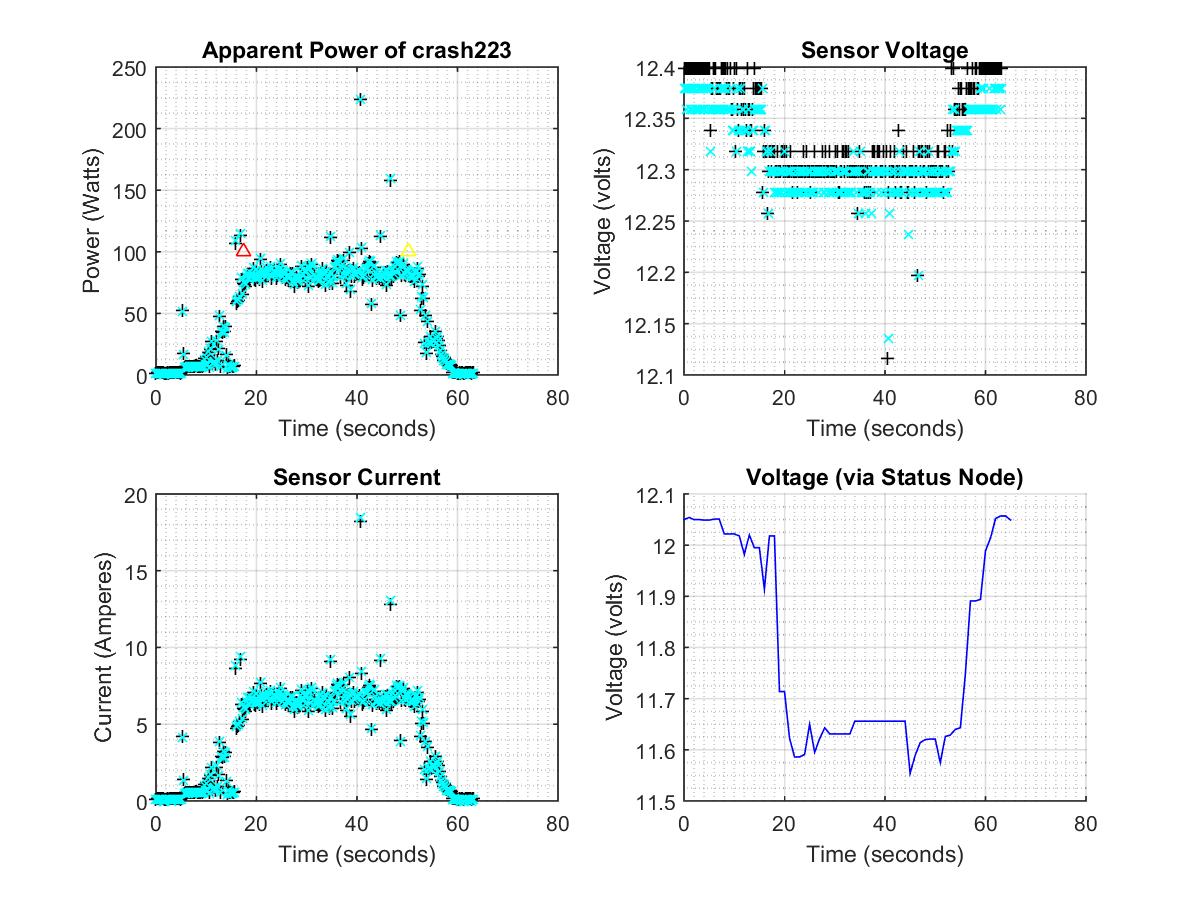 Apparent Power of crash223
250
200
150
100
50
0
Power (Watts)
0 20 40 60 80
Time (seconds)
Sensor Voltage
12.4
12.35
12.3
12.25
12.2
12.15
12.1
Voltage (volts)
0 20 40 60 80
Time (seconds)
Sensor Current
20
15
10
5
0
Current (Amperes)
0 20 40 60 80
Time (seconds)
Voltage (via Status Node)
12.1
12
11.9
11.8
11.7
11.6
11.5
Voltage (volts)
0 20 40 60 80
Time (seconds)